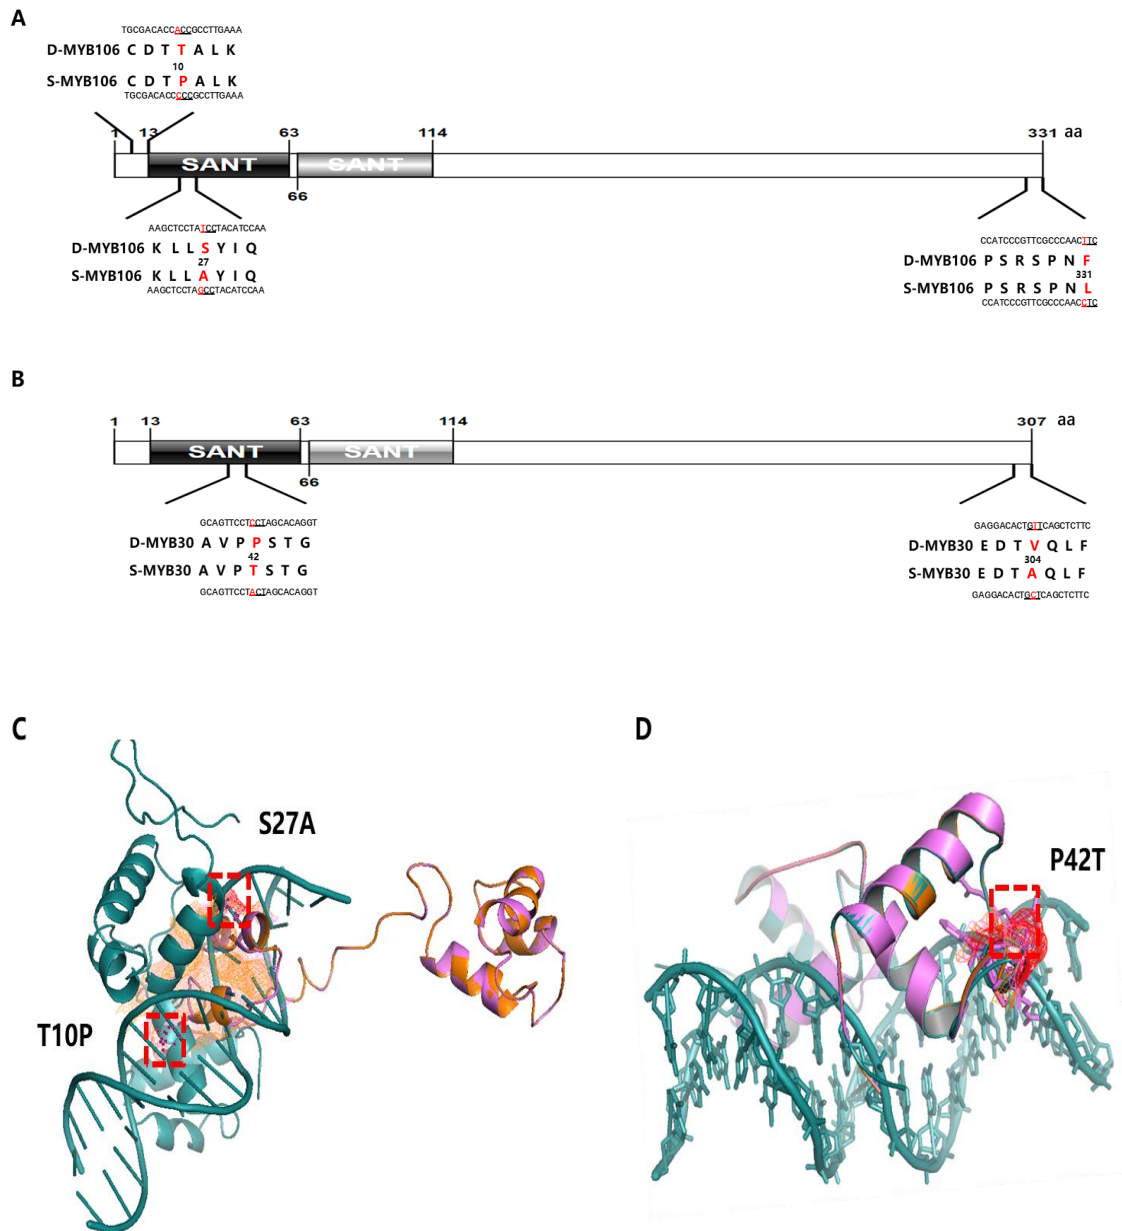 A
TGCGACACCACCGCCTTGAAA
D-MYB106 C D T T A L K
10
S-MYB106 C D T P A L K
TGCGACACCCCCGCCTTGAAA
1 13 63 114 331 aa
SANT SANT
66
AAGCTCCTATCCTACATCCAA
D-MYB106 K L L S Y I Q
27
S-MYB106 K L L A Y I Q
AAGCTCCTAGCCTACATCCAA
CCATCCCGTTCGCCCAACTTC
D-MYB106 P S R S P N F
331
S-MYB106 P S R S P N L
CCATCCCGTTCGCCCAACCTC
B
1 13 63 114 307 aa
SANT SANT
66
GCAGTTCCTCCTAGCACAGGT
D-MYB30 A V P P S T G
42
S-MYB30 A V P T S T G
GCAGTTCCTACTAGCACAGGT
GAGGACACTGTTCAGCTCTTC
D-MYB30 E D T V Q L F
304
S-MYB30 E D T A Q L F
GAGGACACTGCTCAGCTCTTC
C
S27A
T10P
D
P42T